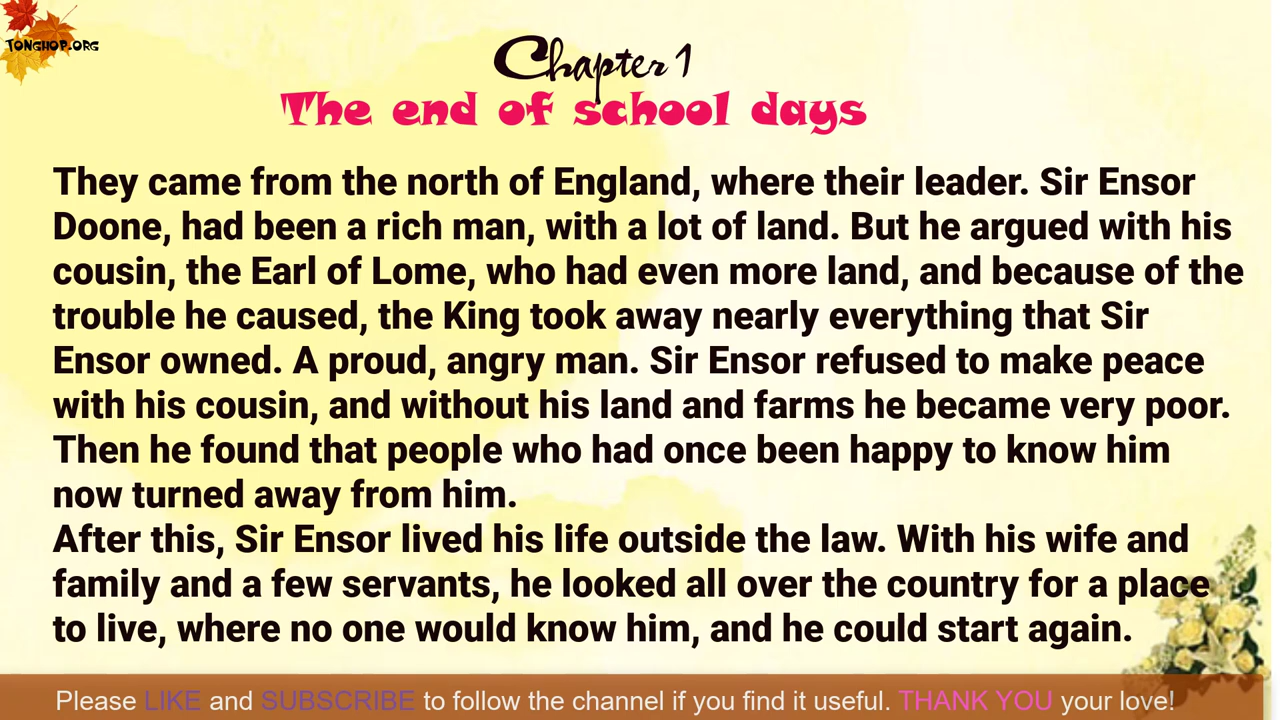 TONGHOP.ORG
Chapter 1
The end of school days
They came from the north of England, where their leader. Sir Ensor
Doone, had been a rich man, with a lot of land. But he argued with his
cousin, the Earl of Lome, who had even more land, and because of the
trouble he caused, the King took away nearly everything that Sir
Ensor owned. A proud, angry man. Sir Ensor refused to make peace
with his cousin, and without his land and farms he became very poor.
Then he found that people who had once been happy to know him
now turned away from him.
After this, Sir Ensor lived his life outside the law. With his wife and
family and a few servants, he looked all over the country for a place
to live, where no one would know him, and he could start again.
Please LIKE and SUBSCRIBE to follow the channel if you find it useful. THANK YOU your love!